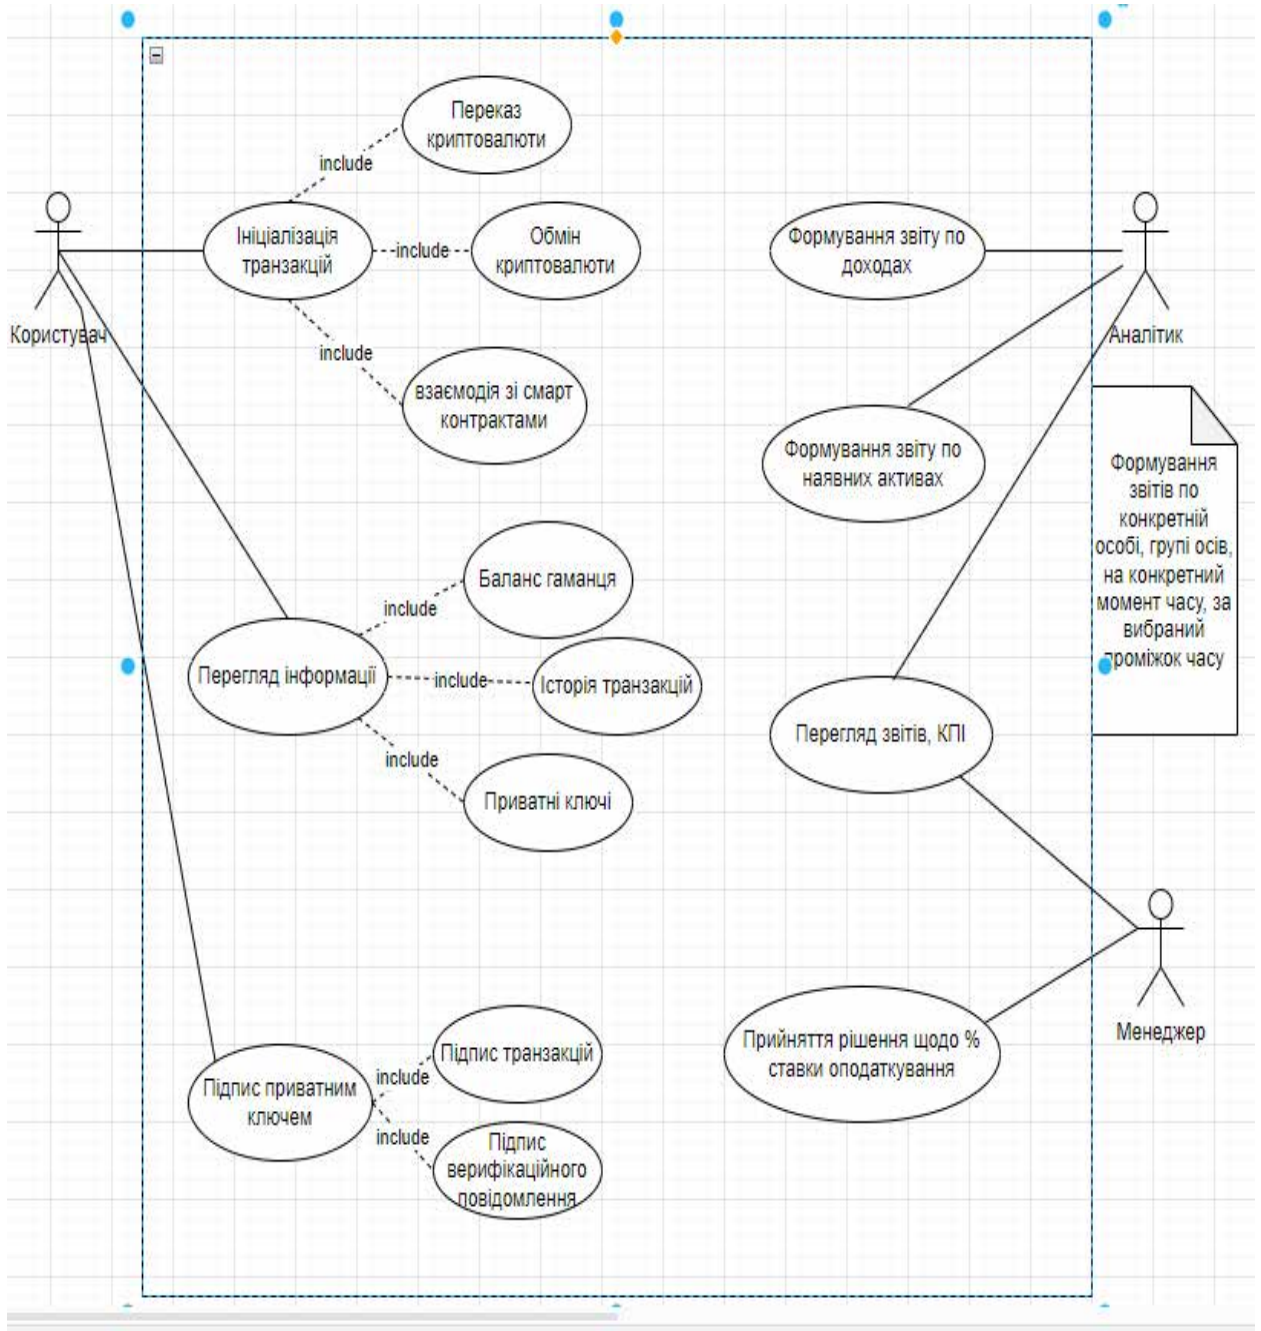 Переказ
криптовалюти
include
Ініціалізація
транзакцій
include
Обмін
криптовалюти
include
взаємодія зі смарт
контрактами
Користувач
Формування звіту по
доходах
Аналітик
Формування звіту по
наявних активах
Формування
звітів по
конкретній
особі, групі осіб,
на конкретний
момент часу, за
вибраний
проміжок часу
Баланс гаманця
include
Перегляд інформації
include
Історія транзакцій
include
Приватні ключі
Перегляд звітів, КПІ
Менеджер
Прийняття рішення щодо %
ставки оподаткування
Підпис транзакцій
include
Підпис приватним
ключем
include
Підпис
верифікаційного
повідомлення